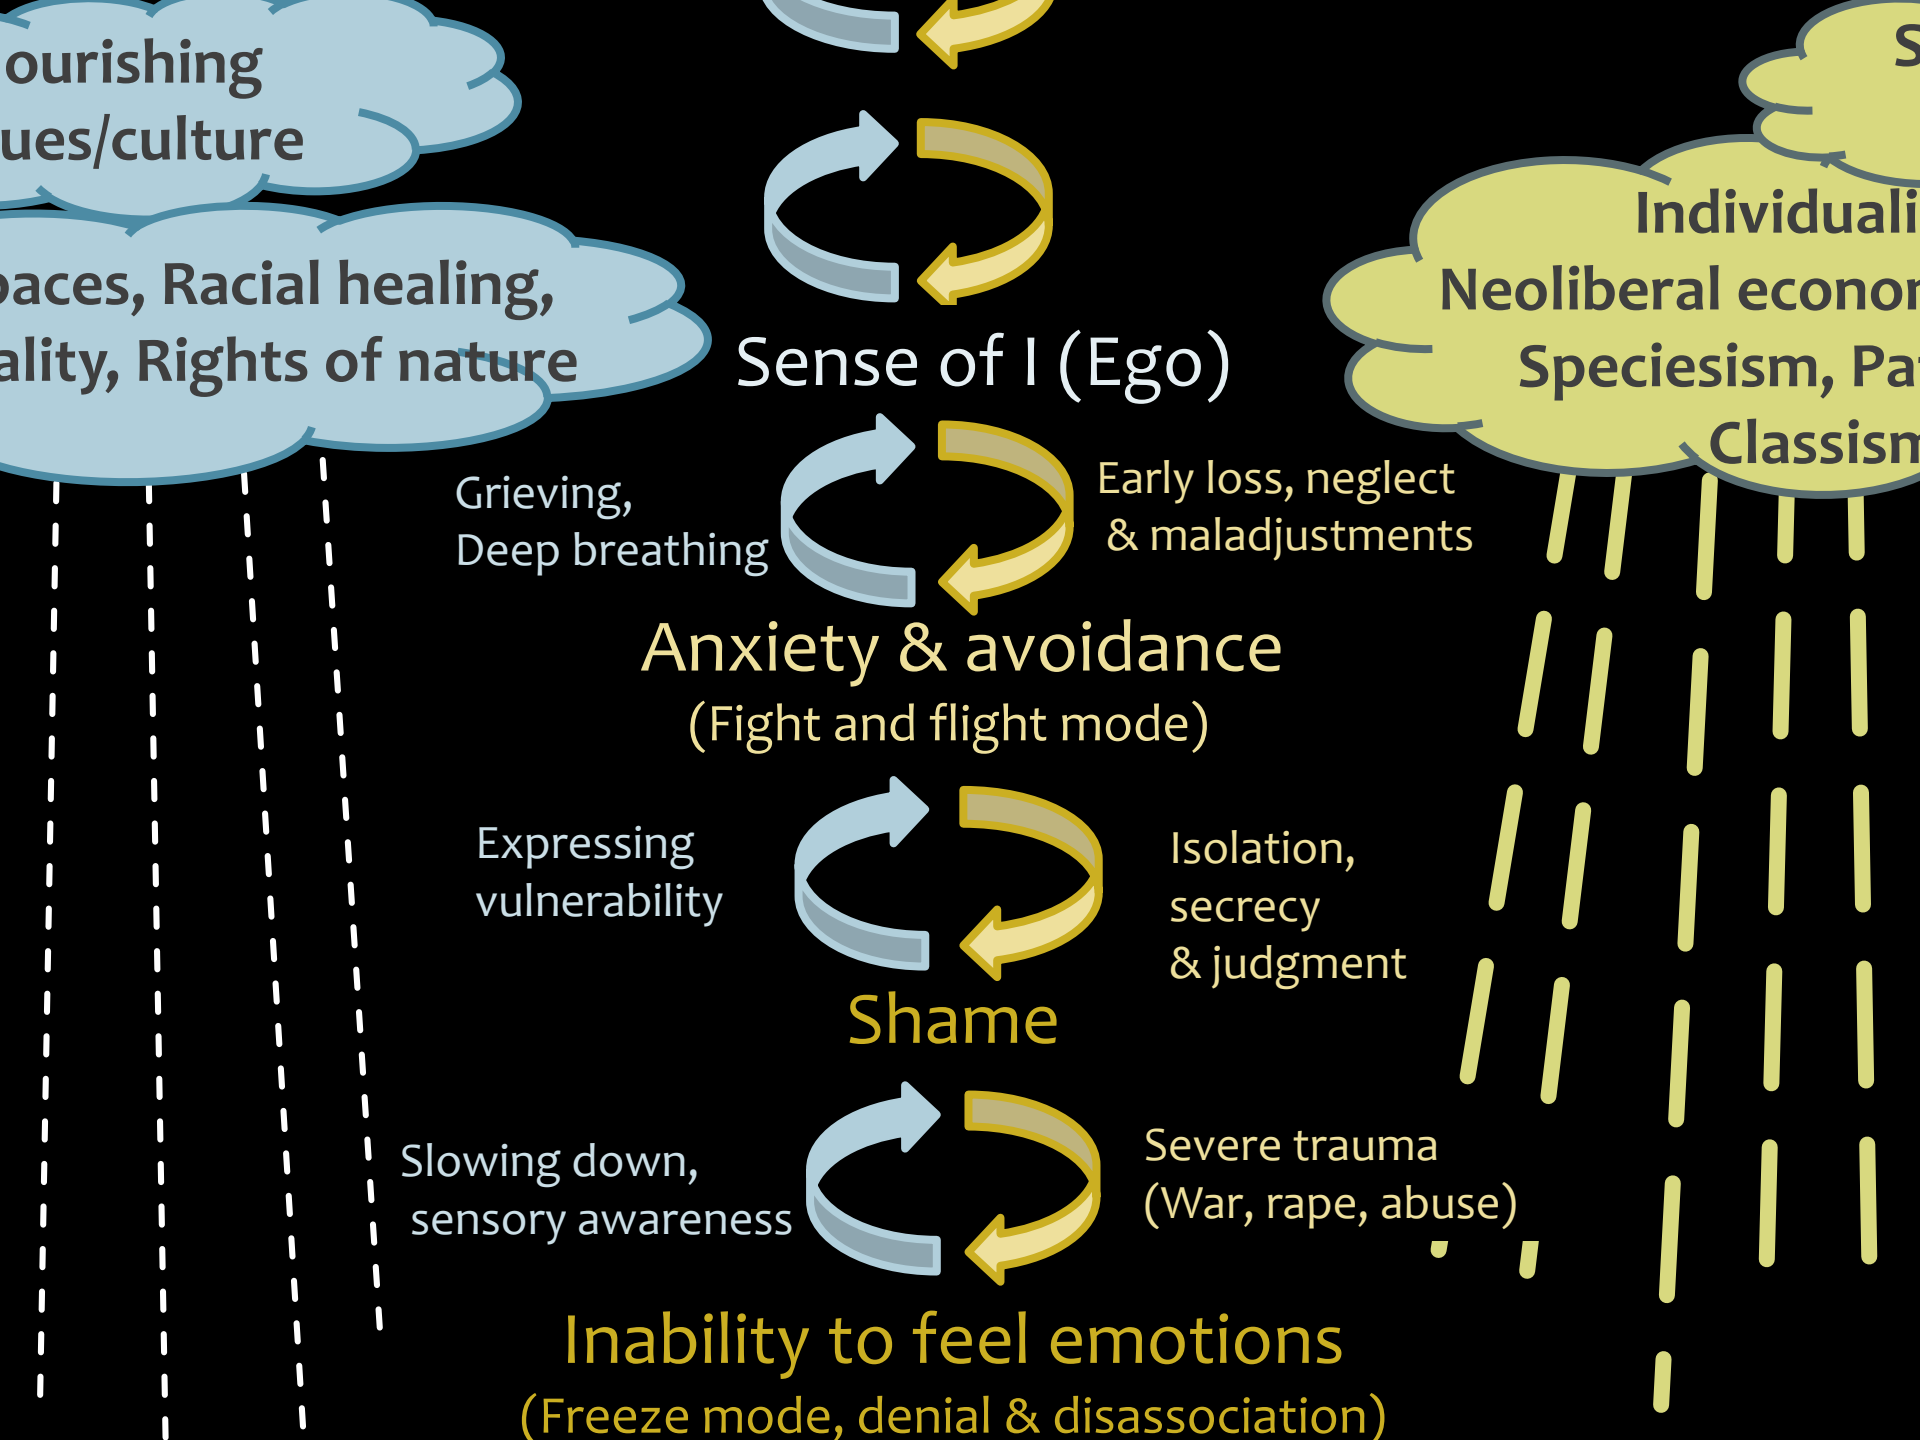 ourishing
ues/culture
paces, Racial healing,
ality, Rights of nature
S
Individuali
Neoliberal econor
Speciesism, Pa
Classism
Sense of I (Ego)
Grieving,
Deep breathing
Early loss, neglect
& maladjustments
Anxiety & avoidance
(Fight and flight mode)
Expressing
vulnerability
Isolation,
secrecy
& judgment
Shame
Slowing down,
sensory awareness
Severe trauma
(War, rape, abuse)
Inability to feel emotions
(Freeze mode, denial & disassociation)